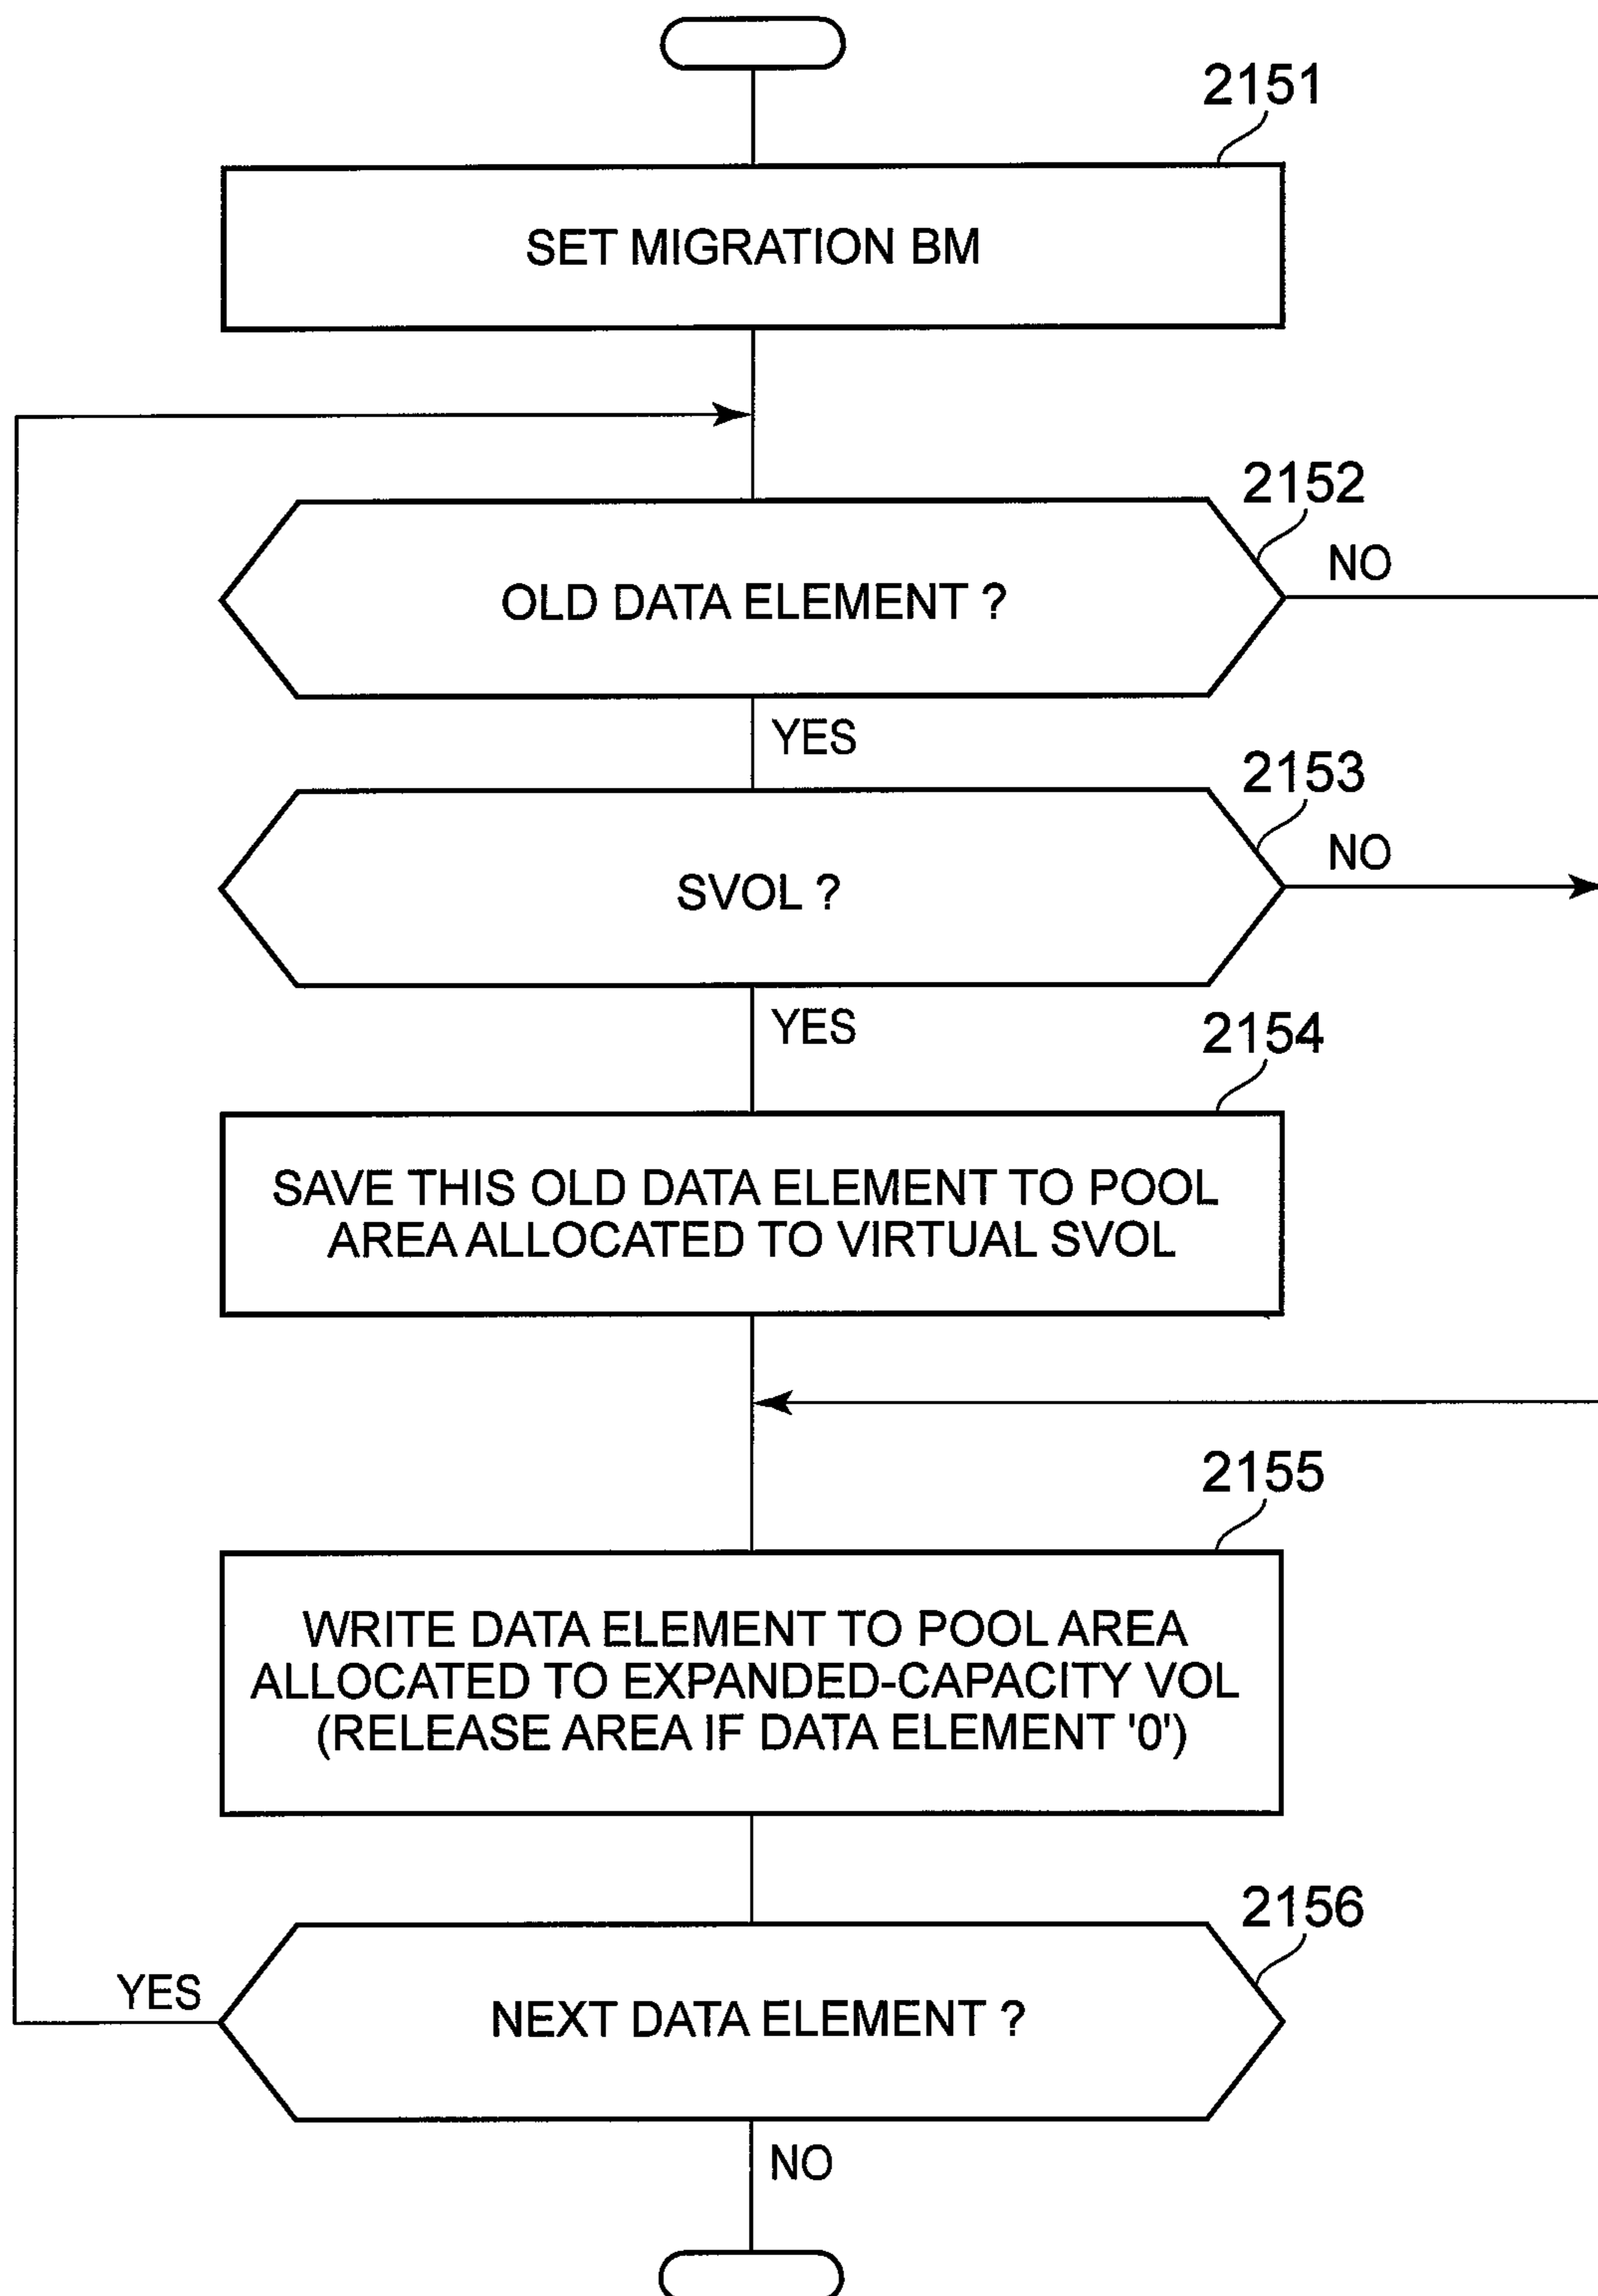 2151
SET MIGRATION BM
2152
NO
OLD DATA ELEMENT ?
YES
2153
NO
SVOL ?
YES
2154
SAVE THIS OLD DATA ELEMENT TO POOL
AREA ALLOCATED TO VIRTUAL SVOL
2155
WRITE DATA ELEMENT TO POOL AREA
ALLOCATED TO EXPANDED-CAPACITY VOL
(RELEASE AREA IF DATA ELEMENT '0')
2156
YES
NEXT DATA ELEMENT ?
NO